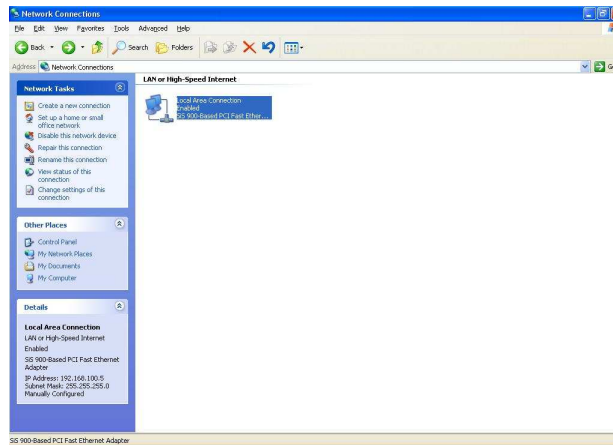 Network Connections
File Edit View Favorites Tools Advanced Help
Back Search Folders
Address Network Connections
Network Tasks
Create a new connection
Set up a home or small
office network
Disable this network device
Repair this connection
Rename this connection
View status of this
connection
Change settings of this
connection
Other Places
Control Panel
My Network Places
My Documents
My Computer
Details
Local Area Connection
LAN or High-Speed Internet
Enabled
SiS 900-Based PCI Fast Ethernet
Adapter
IP Address: 192.168.100.5
Subnet Mask: 255.255.255.0
Manually Configured
LAN or High-Speed Internet
Local Area Connection
Enabled
SiS 900-Based PCI Fast Ether...
SiS 900-Based PCI Fast Ethernet Adapter